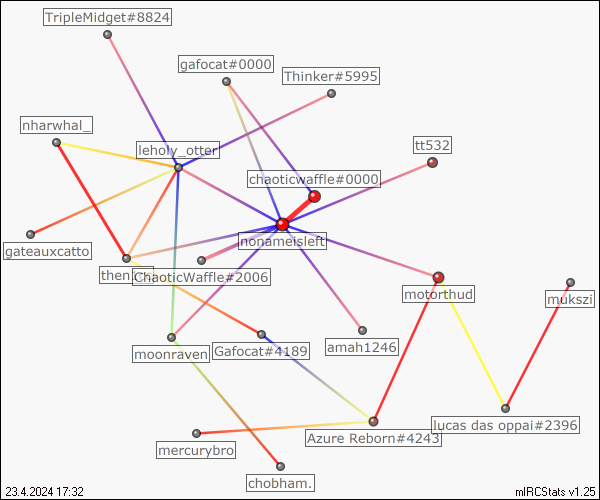 TripleMidget#8824
gafocat#0000
Thinker#5995
nharwhal_
leholy_otter
tt532
chaoticwaffle#0000
nonameisleft
gateauxcatto
ChaoticWaffle#2006
motorthud
mukszi
moonraven
Gafocat#4189
amah1246
lucas das oppai#2396
Azure Reborn#4243
mercurybro
chobham.
23.4.2024 17:32
mIRCStats v1.25